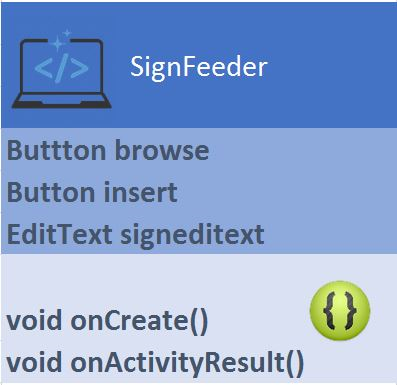 </>
SignFeeder
Buttton browse
Button insert
EditText signeditext
{}
void onCreate()
void onActivityResult()